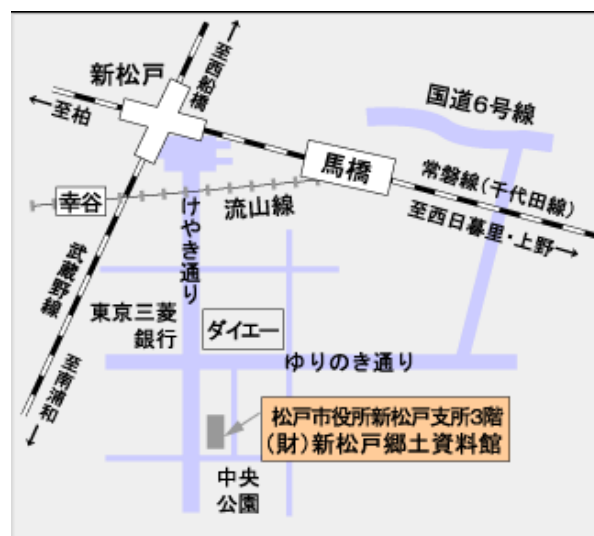 至西船橋
新松戸
←至柏
国道6号線
馬橋
常磐線(千代田線)
至西日暮里・上野→
幸谷
流山線
けやき通り
武蔵野線
東京三菱
銀行
ダイエー
ゆりのき通り
至南浦和
松戸市役所新松戸支所3階
(財)新松戸郷土資料館
中央
公園